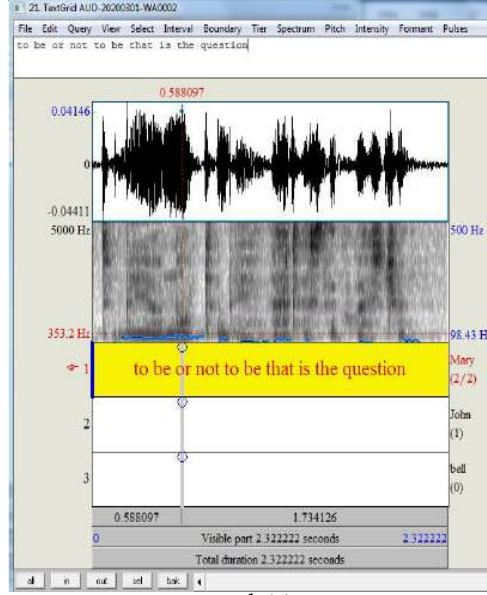 21. TextGrid AUD-20200301-WA0002
File Edit Query View Select Interval Boundary Tier Spectrum Pitch Intensity Formant Pulses
to be or not to be that is the question
0.588097
0.04146
0
-0.04411
5000 Hz
500 Hz
353.2 Hz
98.43 H
1
to be or not to be that is the question
Mary
(2/2)
2
John
(1)
3
bell
(0)
0.588097 1.734126
0 Visible part 2.322222 seconds 2.322222
Total duration 2.322222 seconds
all in out sel bak